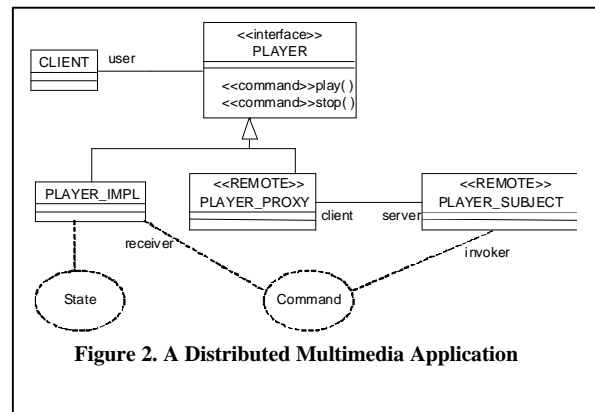 <<interface>>
PLAYER
CLIENT
user
<<command>>play( )
<<command>>stop( )
PLAYER_IMPL
<<REMOTE>>
PLAYER_PROXY
<<REMOTE>>
PLAYER_SUBJECT
client
server
receiver
invoker
State
Command
Figure 2. A Distributed Multimedia Application